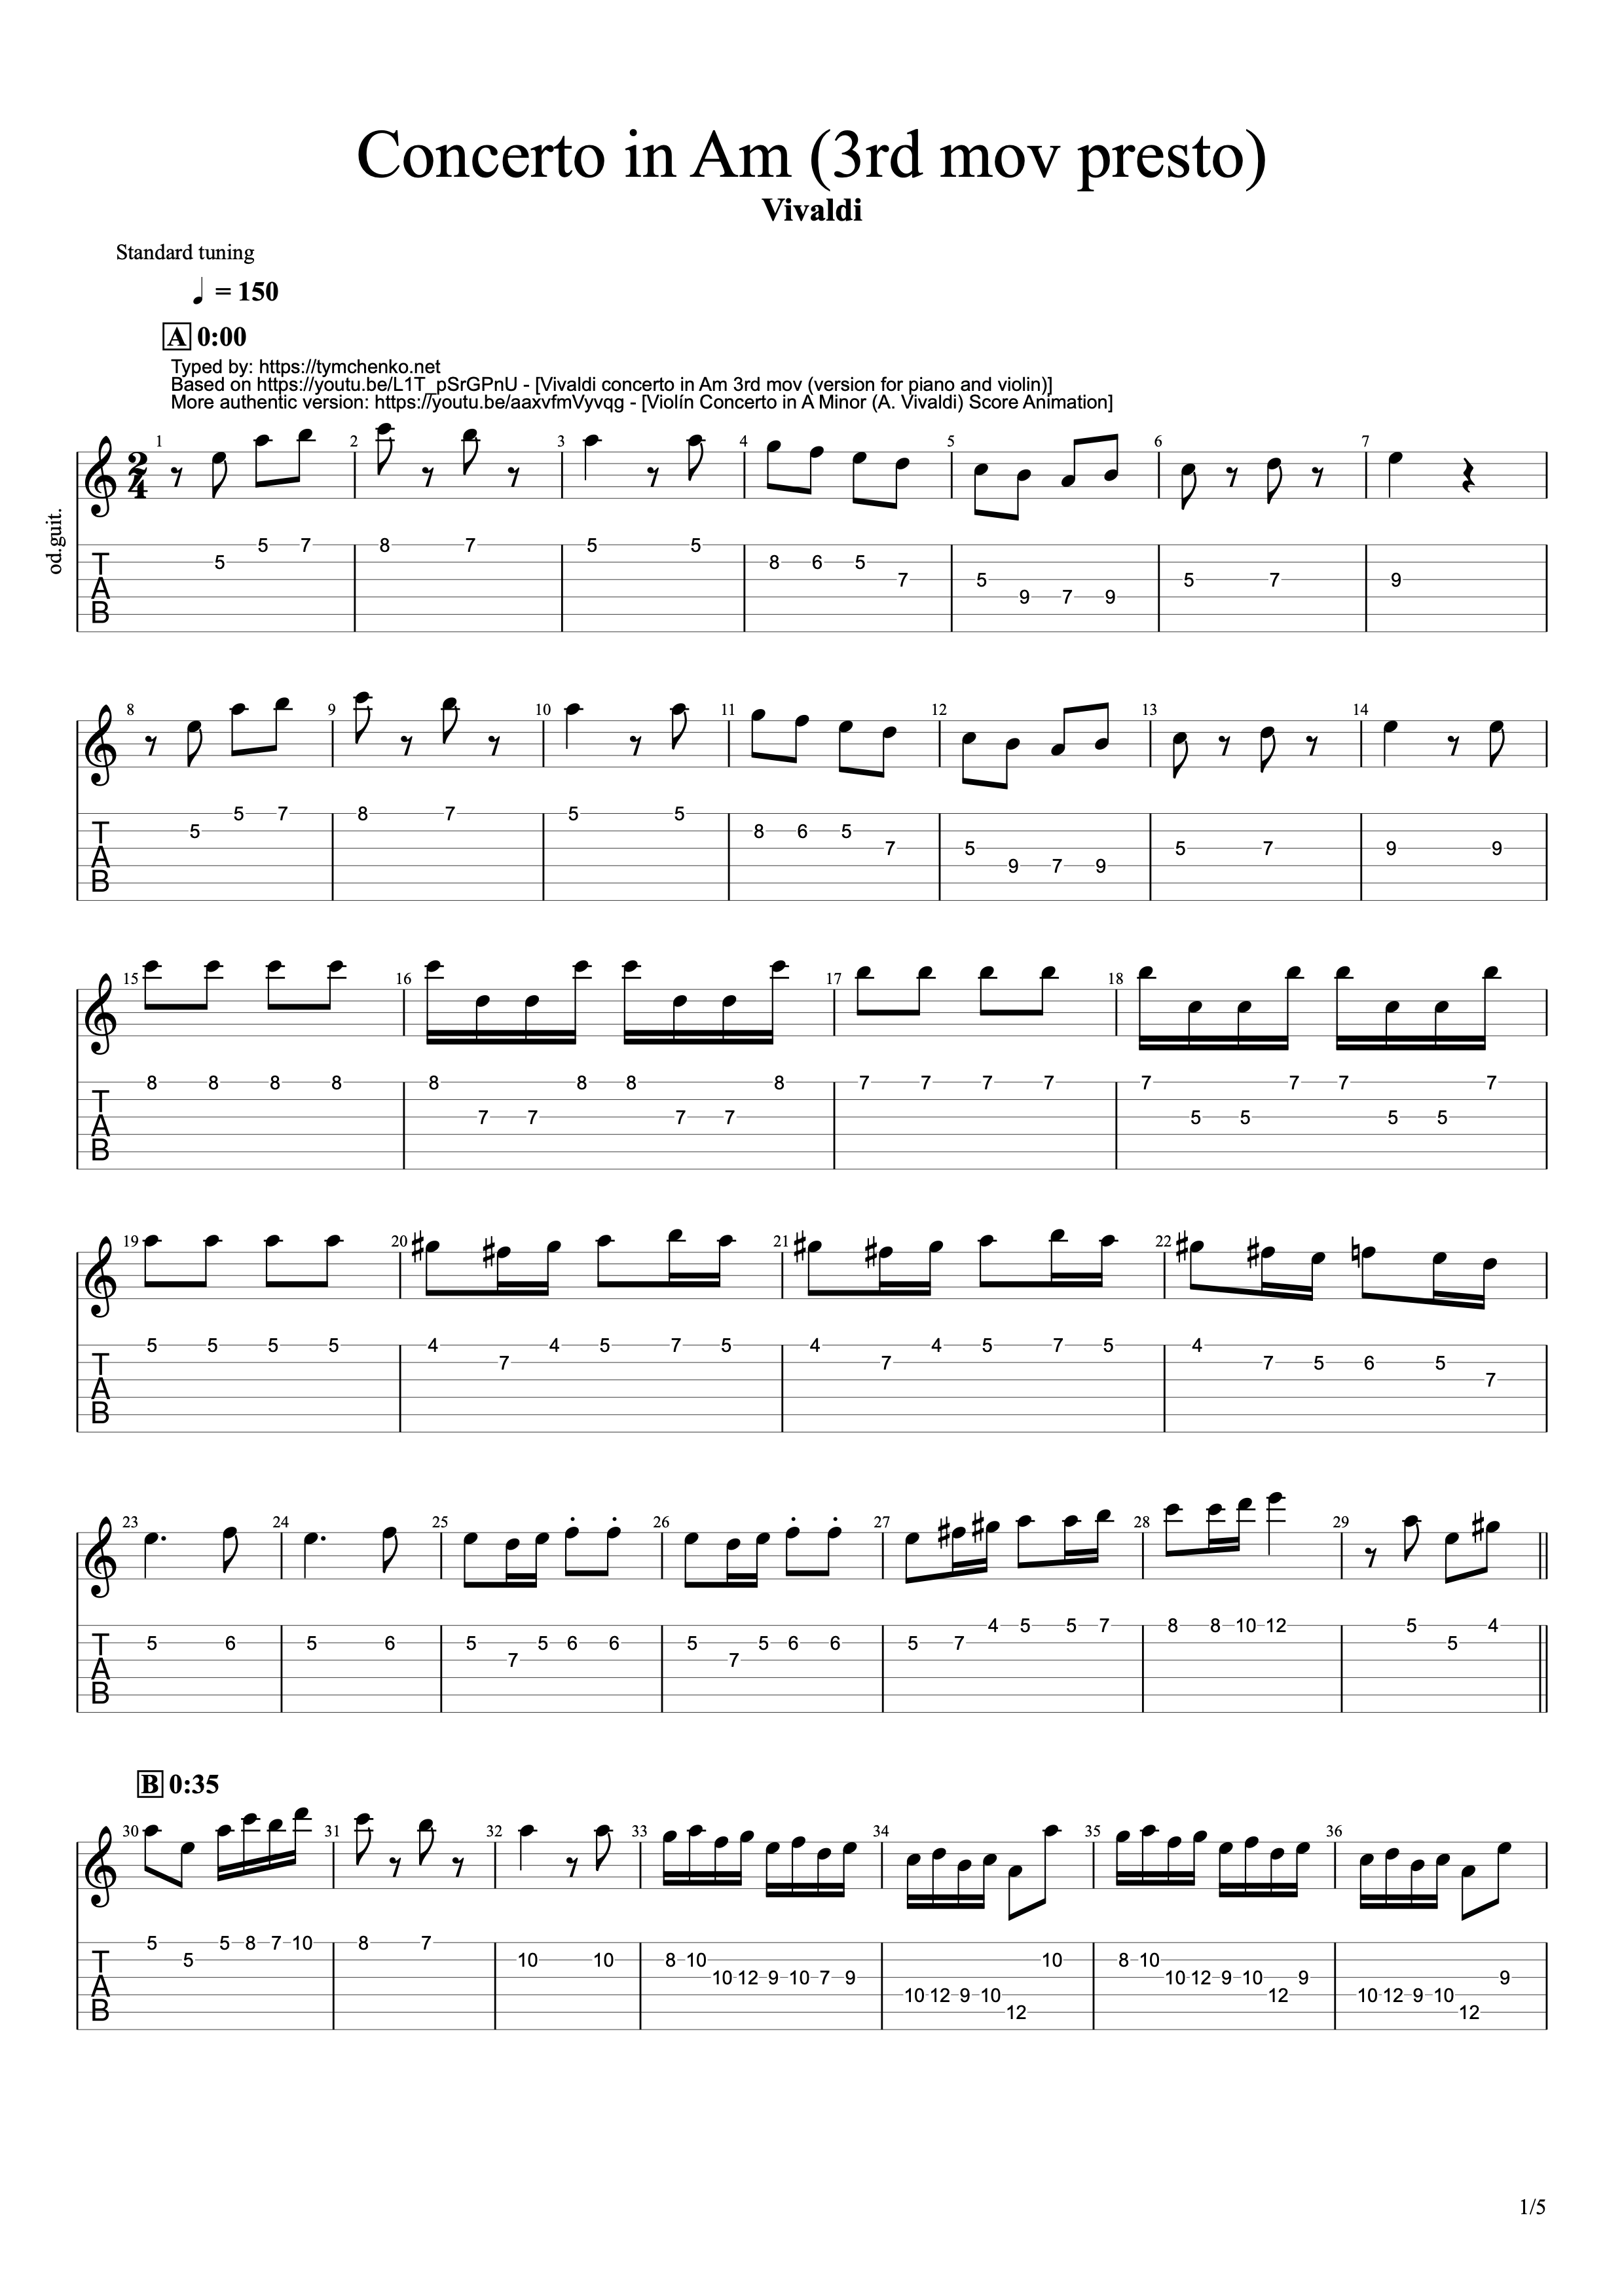 Concerto in Am (3rd mov presto)
Vivaldi
Standard tuning
♩ = 150
A 0:00
Typed by: https://tymchenko.net
Based on https://youtu.be/L1T_pSrGPnU - [Vivaldi concerto in Am 3rd mov (version for piano and violin)]
More authentic version: https://youtu.be/aaxvfmVyvqg - [Violín Concerto in A Minor (A. Vivaldi) Score Animation]
1 2 3 4 5 6 7
2
4
od.guit.
T
A
B
5 7 8 7 5 5
5 8 6 5
7 5 5 7 9
9 7 9
8 9 10 11 12 13 14
T
A
B
5 7 8 7 5 5
5 8 6 5
7 5 5 7 9 9
9 7 9
15 16 17 18
T
A
B
8 8 8 8 8 8 8 8 7 7 7 7 7 7 7 7
7 7 7 7 5 5 5 5
19 20 21 22
T
A
B
5 5 5 5 4 4 5 7 5 4 4 5 7 5 4
7 7 7 5 6 5
7
23 24 25 26 27 28 29
T
A
B
4 5 5 7 8 8 10 12 5 4
5 6 5 6 5 5 6 6 5 5 6 6 5 7 5
7 7
B 0:35
30 31 32 33 34 35 36
T
A
B
5 5 8 7 10 8 7
5 10 10 8 10 10 8 10
10 12 9 10 7 9 10 12 9 10 9 9
10 12 9 10 12 10 12 9 10
12 12
1/5